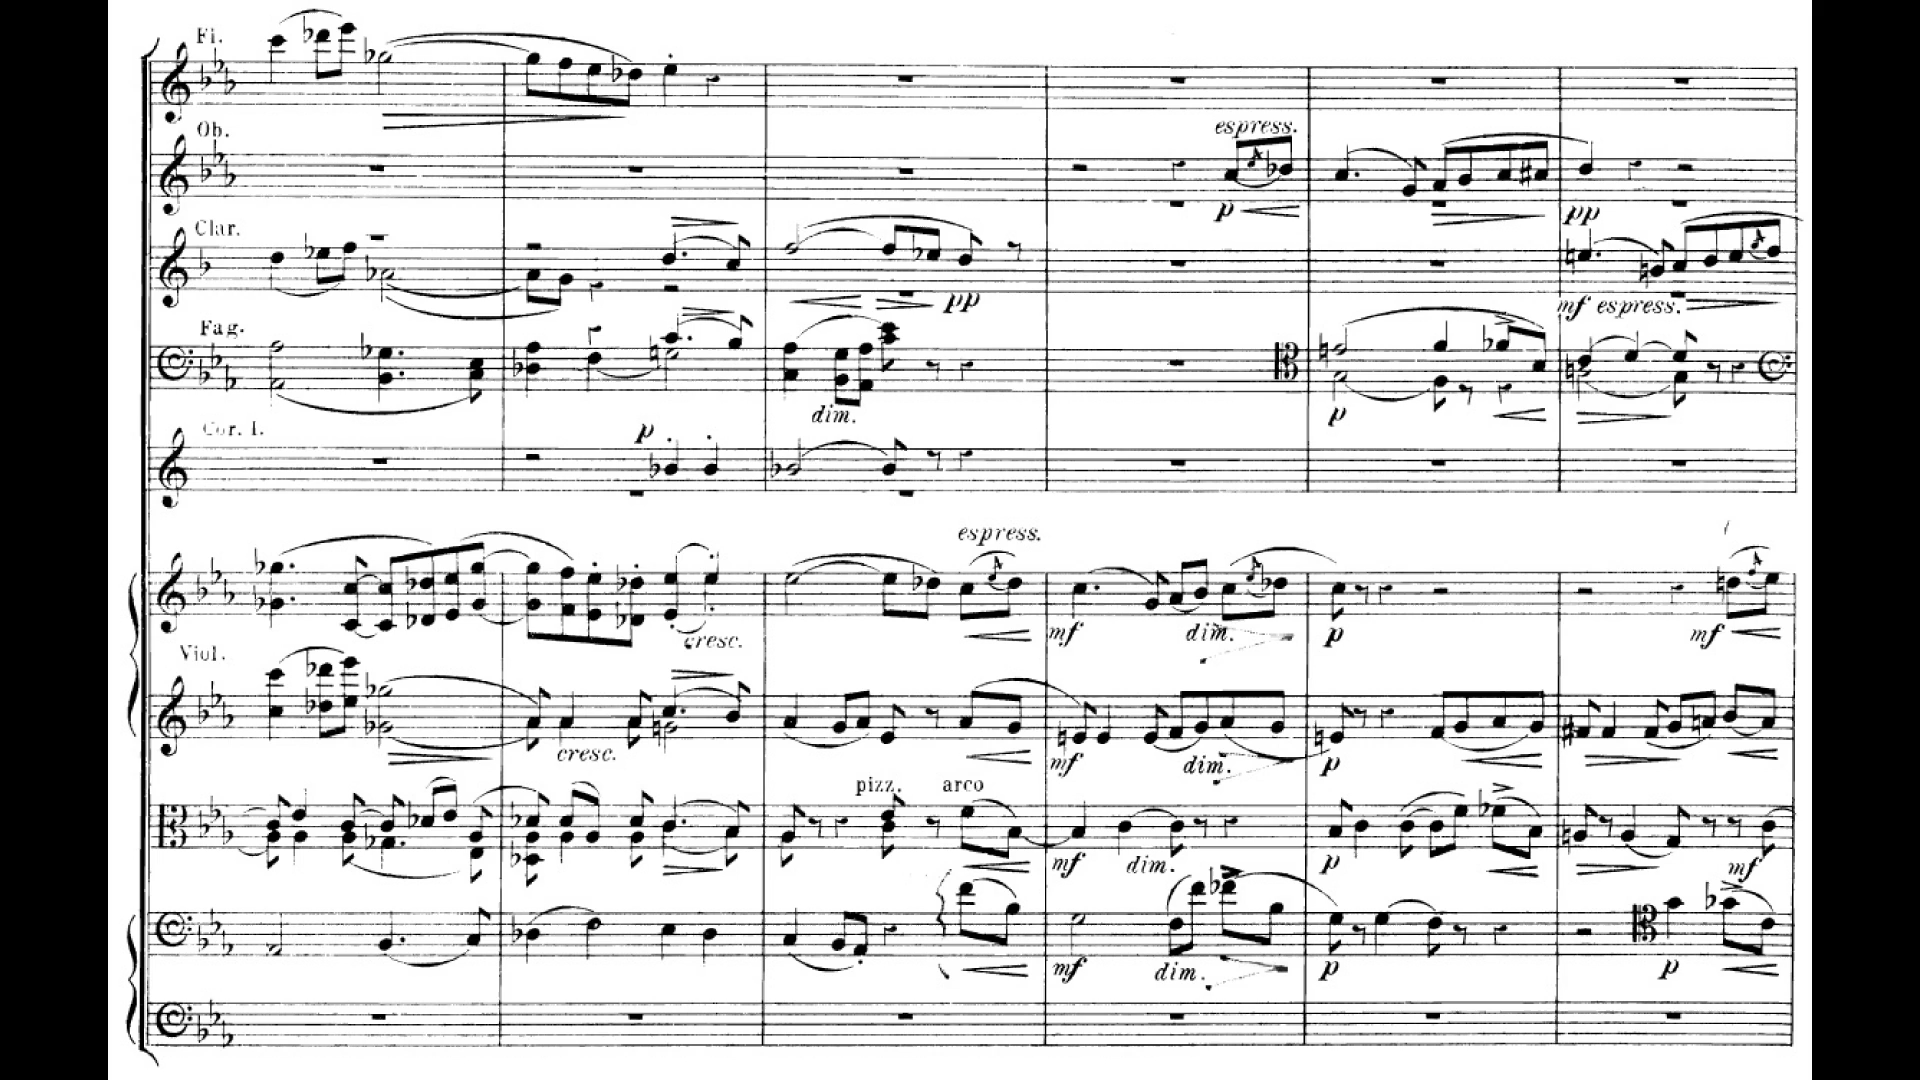 Fl.
Ob.
espress.
p
pp
Clar.
pp
mf espress.
Fag.
dim.
p
Cor. I.
p
espress.
cresc.
mf
dim.
p
mf
Viol.
cresc.
mf
dim.
p
pizz. arco
mf
dim.
p
mf
mf
dim.
p
p